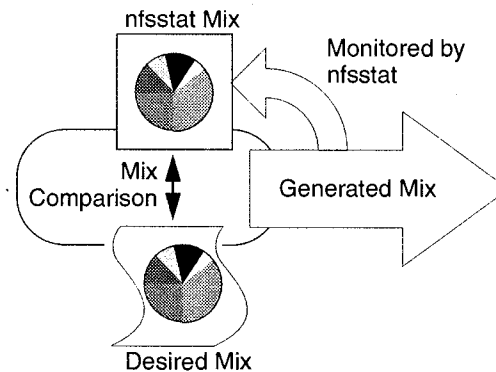 nfsstat Mix
Monitored by
nfsstat
Mix
Comparison
Generated Mix
Desired Mix